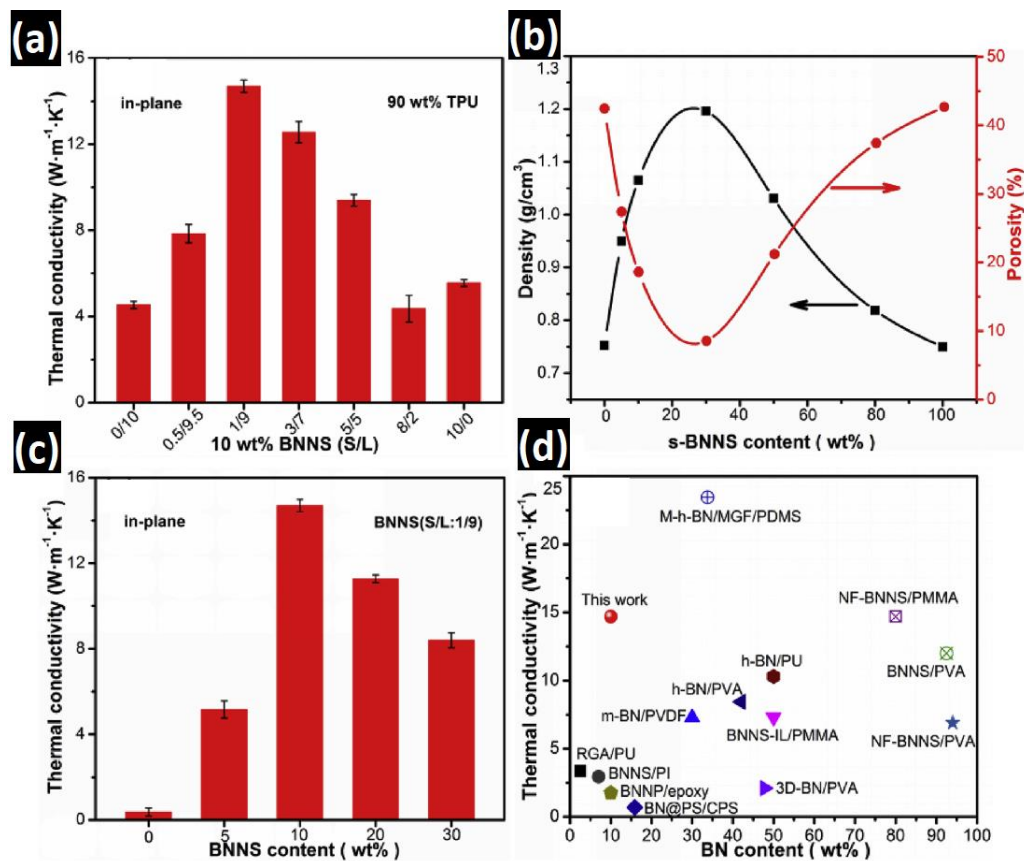 (a)
Thermal conductivity (W·m⁻¹·K⁻¹)
16
12
8
4
0
in-plane
90 wt% TPU
0/10
0.5/9.5
1/9
3/7
5/5
8/2
10/0
10 wt% BNNS (S/L)
(b)
Density (g/cm³)
1.3
1.2
1.1
1.0
0.9
0.8
0.7
50
40
30
20
10
0
Porosity (%)
0
20
40
60
80
100
s-BNNS content ( wt%)
(c)
Thermal conductivity (W·m⁻¹·K⁻¹)
16
12
8
4
0
in-plane
BNNS(S/L:1/9)
0
5
10
20
30
BNNS content ( wt%)
(d)
Thermal conductivity (W·m⁻¹·K⁻¹)
25
20
15
10
5
0
M-h-BN/MGF/PDMS
This work
NF-BNNS/PMMA
BNNS/PVA
h-BN/PU
h-BN/PVA
m-BN/PVDF
BNNS-IL/PMMA
NF-BNNS/PVA
RGA/PU
BNNS/PI
BNNP/epoxy
3D-BN/PVA
BN@PS/CPS
0
10
20
30
40
50
60
70
80
90
100
BN content ( wt%)